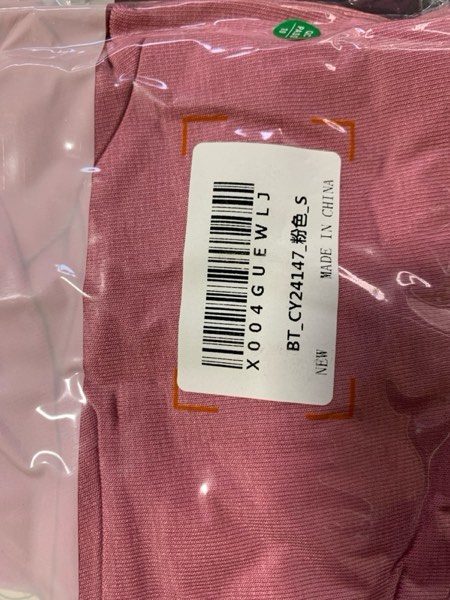 X004GUEWLJ
BT_CY24147_粉色_S
NEW
MADE IN CHINA